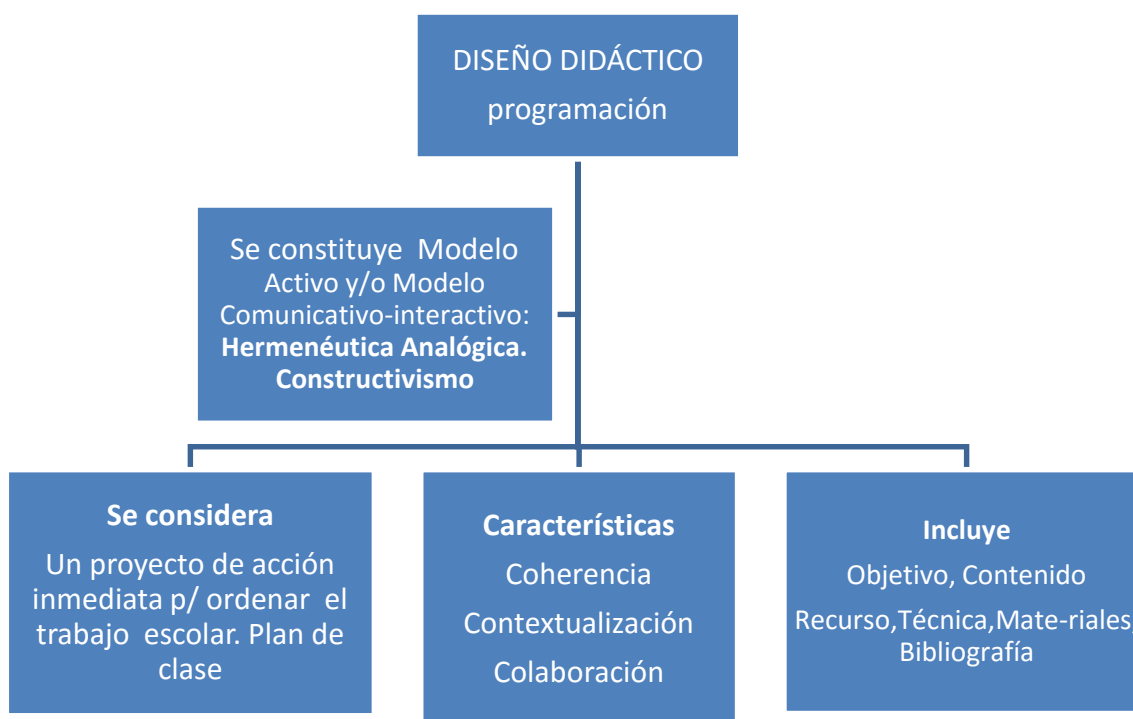 DISEÑO DIDÁCTICO
programación
Se constituye Modelo
Activo y/o Modelo
Comunicativo-interactivo:
Hermenéutica Analógica.
Constructivismo
Se considera
Un proyecto de acción
inmediata p/ ordenar el
trabajo escolar. Plan de
clase
Características
Coherencia
Contextualización
Colaboración
Incluye
Objetivo, Contenido
Recurso,Técnica,Mate-riales,
Bibliografía